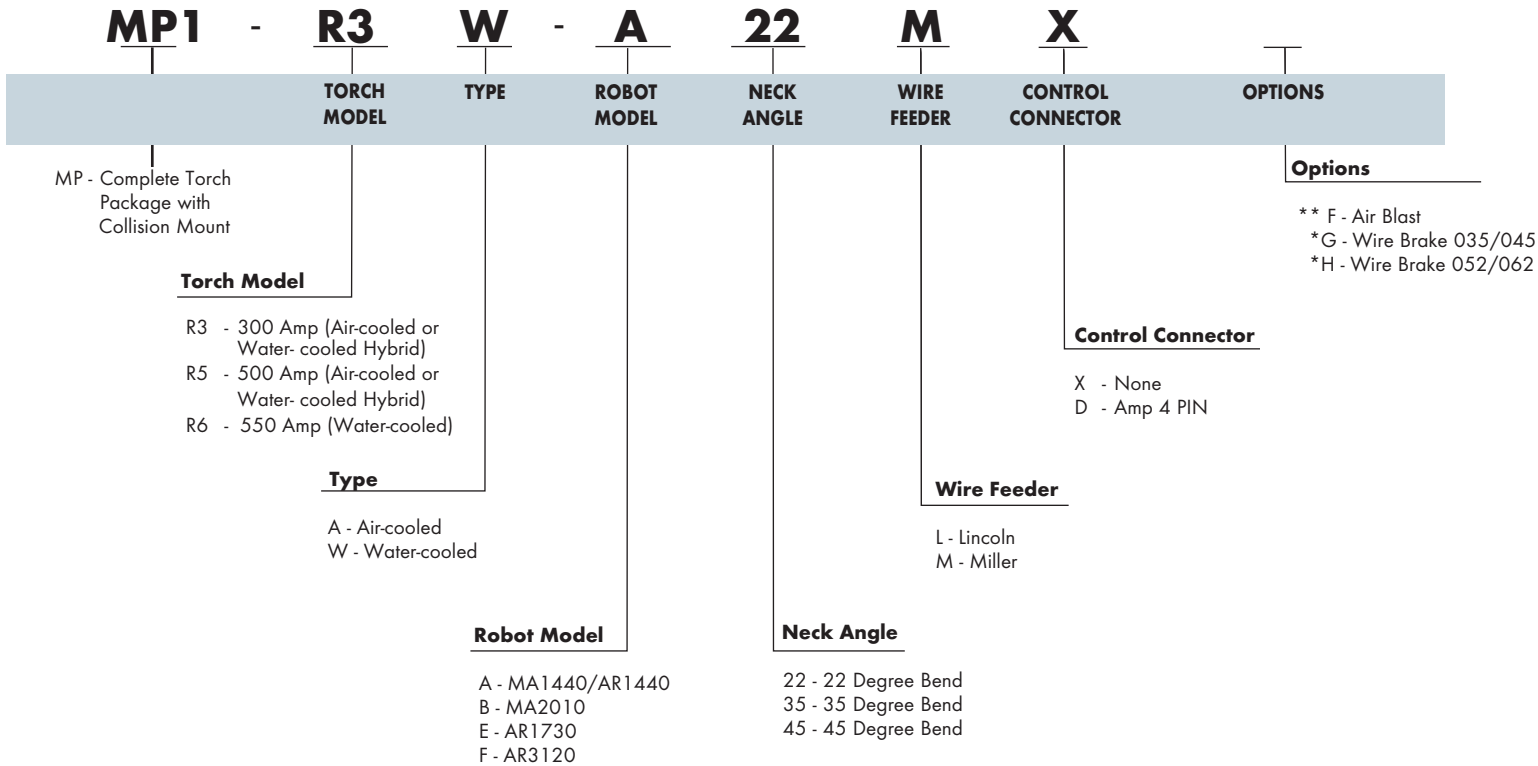 MP1 - R3 W - A 22 M X
TORCH MODEL
TYPE
ROBOT MODEL
NECK ANGLE
WIRE FEEDER
CONTROL CONNECTOR
OPTIONS
MP - Complete Torch
Package with
Collision Mount
Torch Model
R3 - 300 Amp (Air-cooled or
Water- cooled Hybrid)
R5 - 500 Amp (Air-cooled or
Water- cooled Hybrid)
R6 - 550 Amp (Water-cooled)
Type
A - Air-cooled
W - Water-cooled
Robot Model
A - MA1440/AR1440
B - MA2010
E - AR1730
F - AR3120
Neck Angle
22 - 22 Degree Bend
35 - 35 Degree Bend
45 - 45 Degree Bend
Wire Feeder
L - Lincoln
M - Miller
Control Connector
X - None
D - Amp 4 PIN
Options
** F - Air Blast
*G - Wire Brake 035/045
*H - Wire Brake 052/062